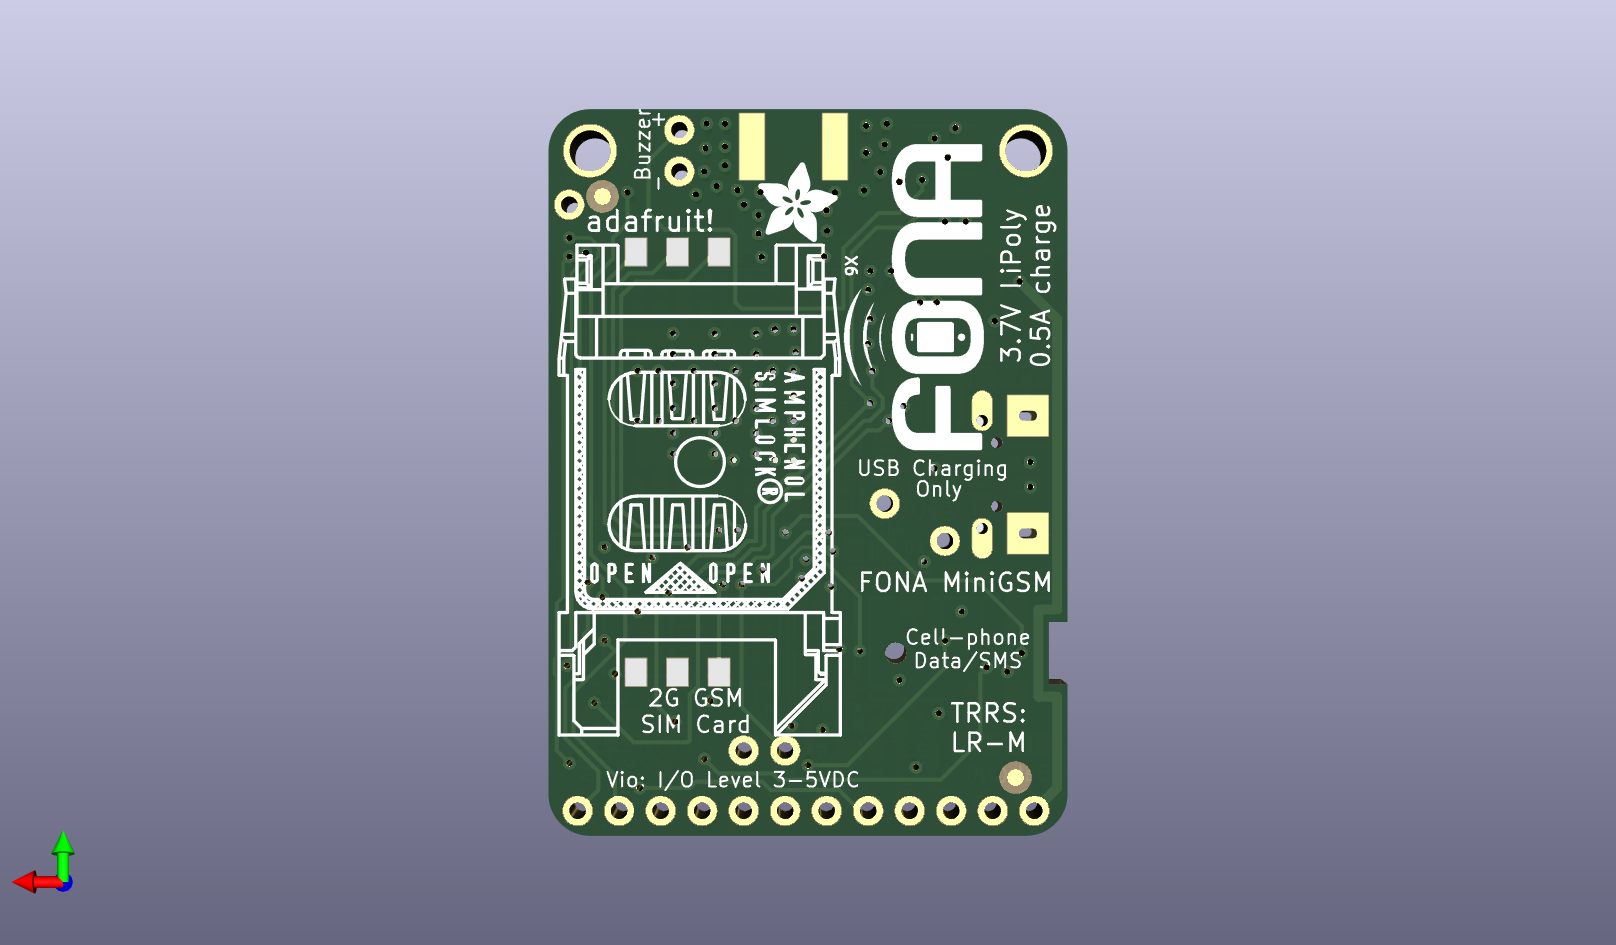 Buzzer
+
-
adafruit!
X6
FONA
3.7V LiPoly
0.5A charge
AMPHENOL
SIMLOCK®
USB Charging
Only
OPEN OPEN
FONA MiniGSM
Cell-phone
Data/SMS
2G GSM
SIM Card
TRRS:
LR-M
Vio: I/O Level 3-5VDC